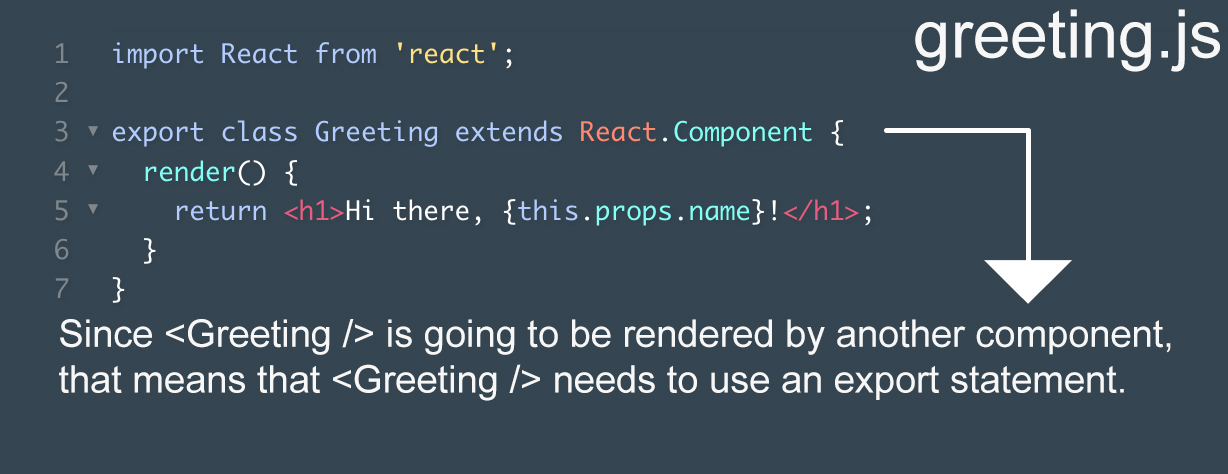 greeting.js
1 import React from 'react';
2
3 ▼ export class Greeting extends React.Component {
4 ▼ render() {
5 ▼ return <h1>Hi there, {this.props.name}!</h1>;
6 }
7 }
Since <Greeting /> is going to be rendered by another component,
that means that <Greeting /> needs to use an export statement.